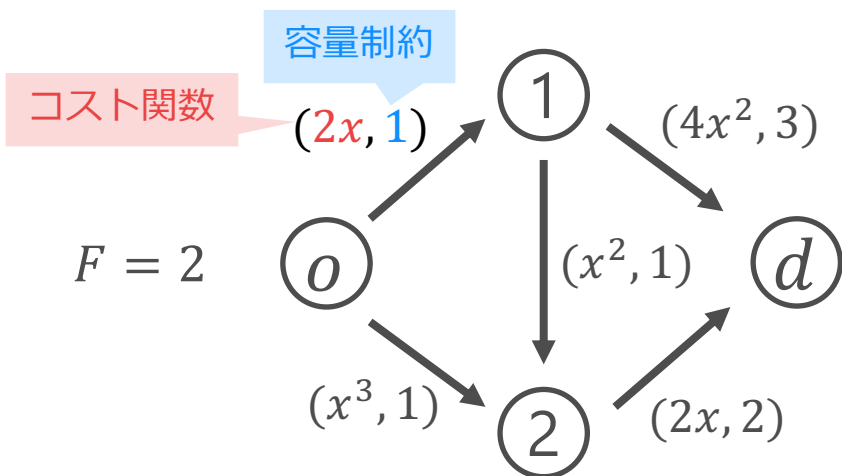 容量制約
コスト関数
(2x, 1)
1
(4x², 3)
F = 2
o
(x², 1)
d
(x³, 1)
2
(2x, 2)